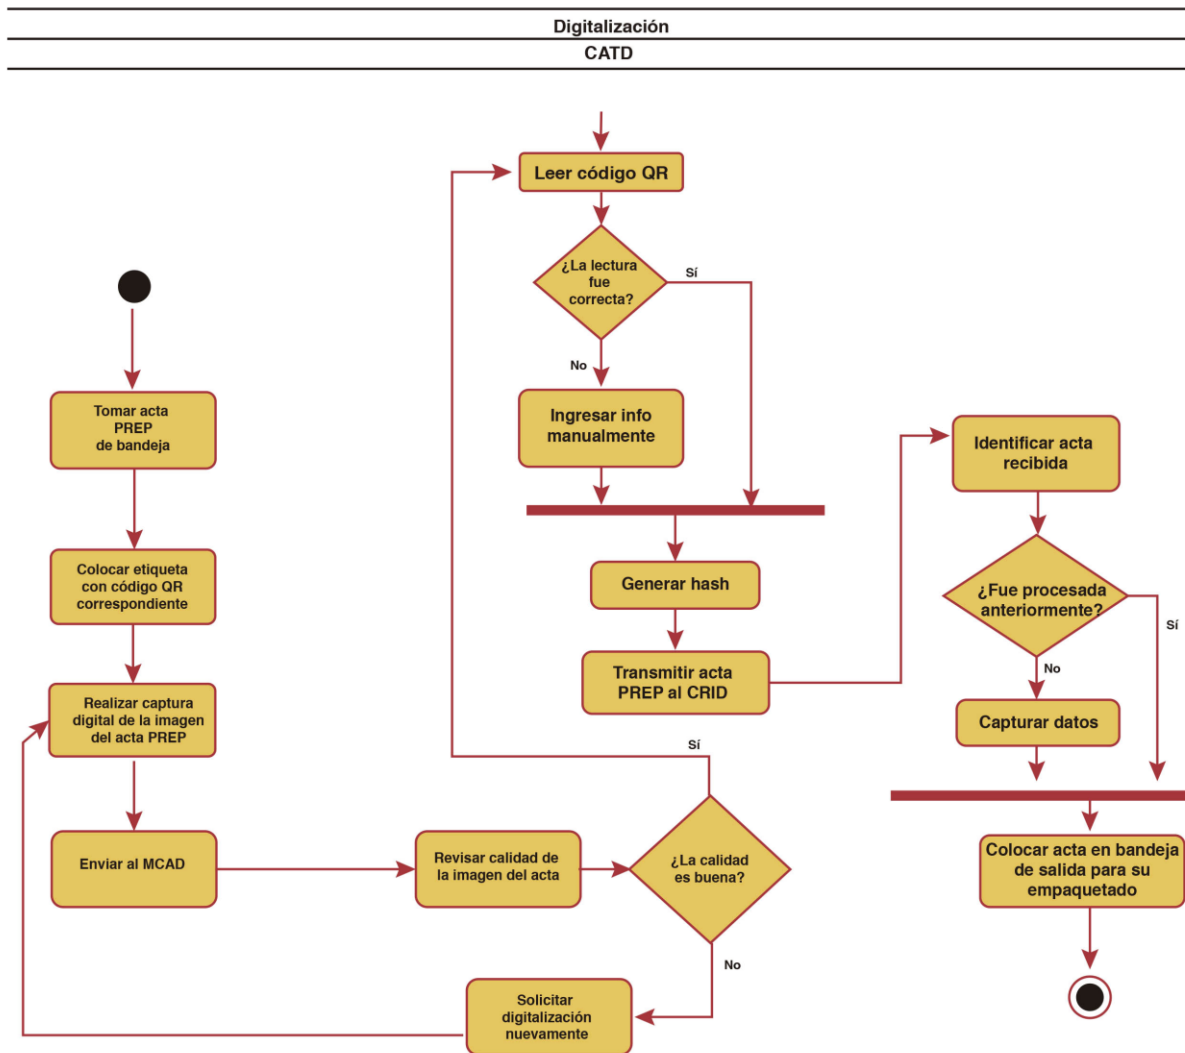 Digitalización
CATD
Tomar acta
PREP
de bandeja
Colocar etiqueta
con código QR
correspondiente
Realizar captura
digital de la imagen
del acta PREP
Enviar al MCAD
Revisar calidad de
la imagen del acta
¿La calidad
es buena?
Sí
No
Solicitar
digitalización
nuevamente
Leer código QR
¿La lectura
fue
correcta?
Sí
No
Ingresar info
manualmente
Generar hash
Transmitir acta
PREP al CRID
Identificar acta
recibida
¿Fue procesada
anteriormente?
Sí
No
Capturar datos
Colocar acta en bandeja
de salida para su
empaquetado